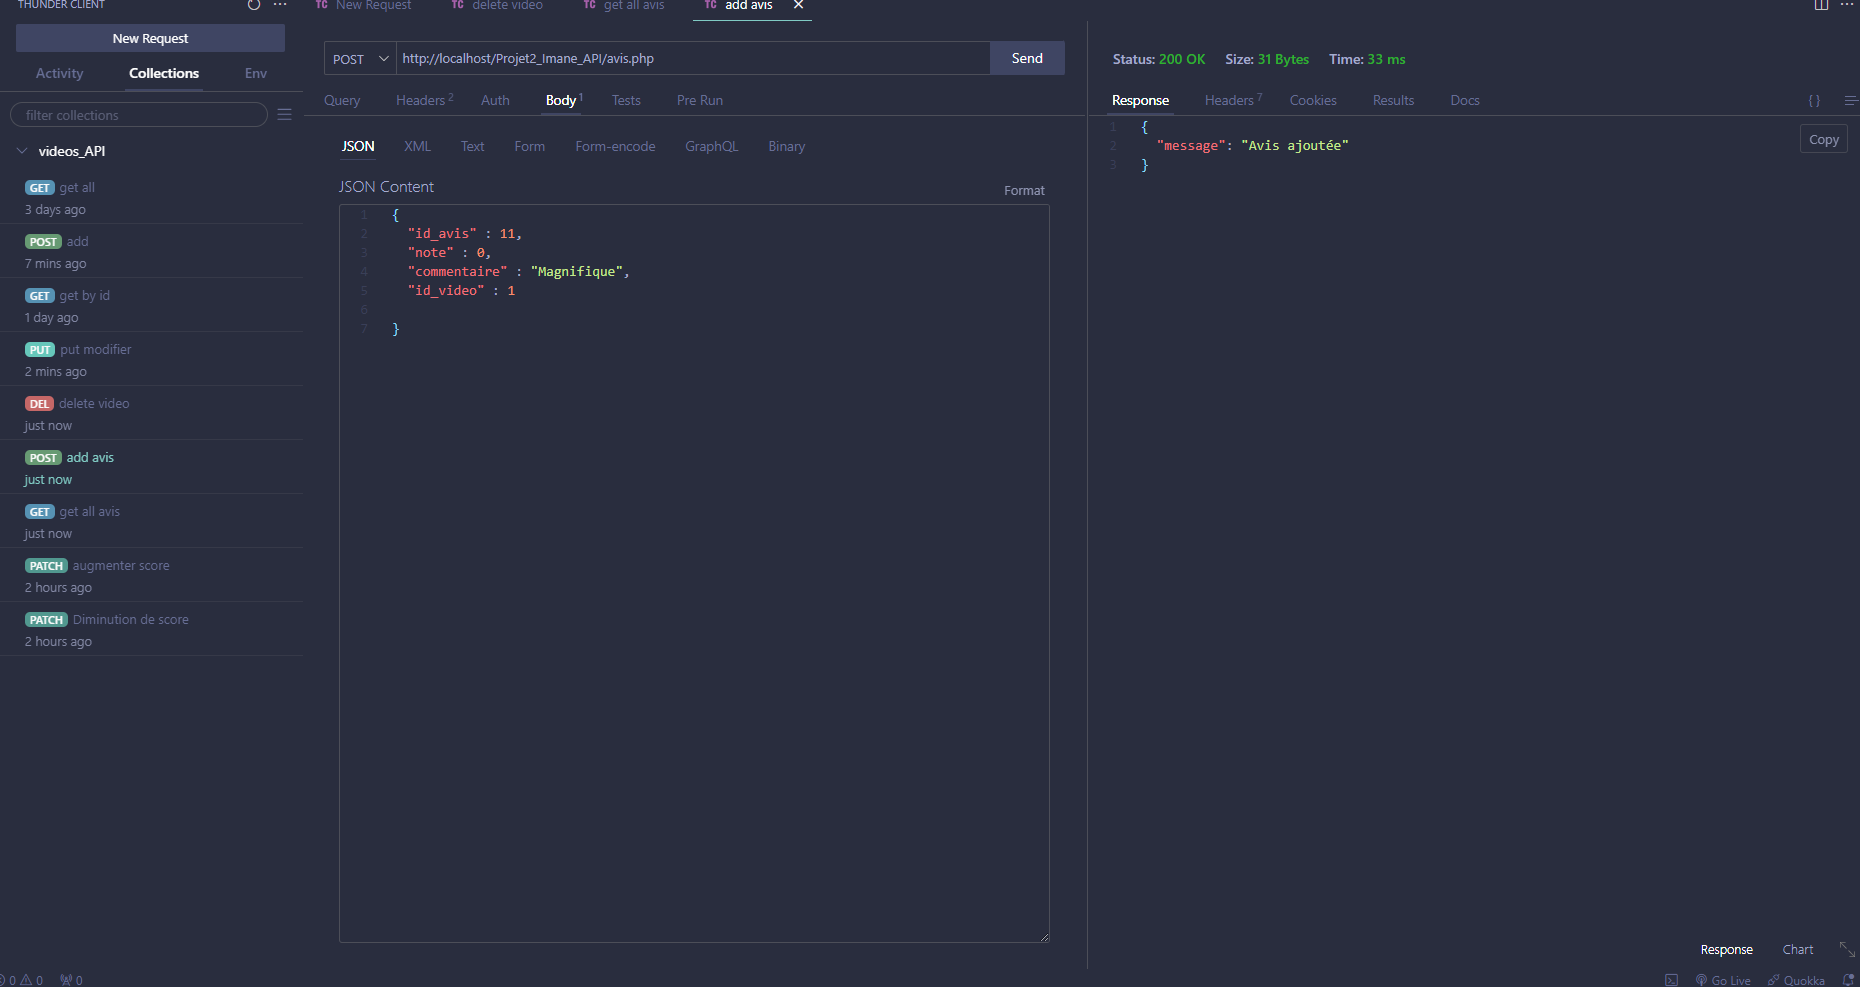 THUNDER CLIENT
New Request
Activity Collections Env
filter collections
videos_API
GET get all
3 days ago
POST add
7 mins ago
GET get by id
1 day ago
PUT put modifier
2 mins ago
DEL delete video
just now
POST add avis
just now
GET get all avis
just now
PATCH augmenter score
2 hours ago
PATCH Diminution de score
2 hours ago
TC New Request TC delete video TC get all avis TC add avis
POST http://localhost/Projet2_Imane_API/avis.php Send
Query Headers 2 Auth Body 1 Tests Pre Run
JSON XML Text Form Form-encode GraphQL Binary
JSON Content
Format
1 {
2 "id_avis" : 11,
3 "note" : 0,
4 "commentaire" : "Magnifique",
5 "id_video" : 1
6
7 }
Status: 200 OK Size: 31 Bytes Time: 33 ms
Response Headers 7 Cookies Results Docs { }
1 {
2 "message": "Avis ajoutée"
3 }
Copy
Response Chart
0 0 0 Go Live Quokka